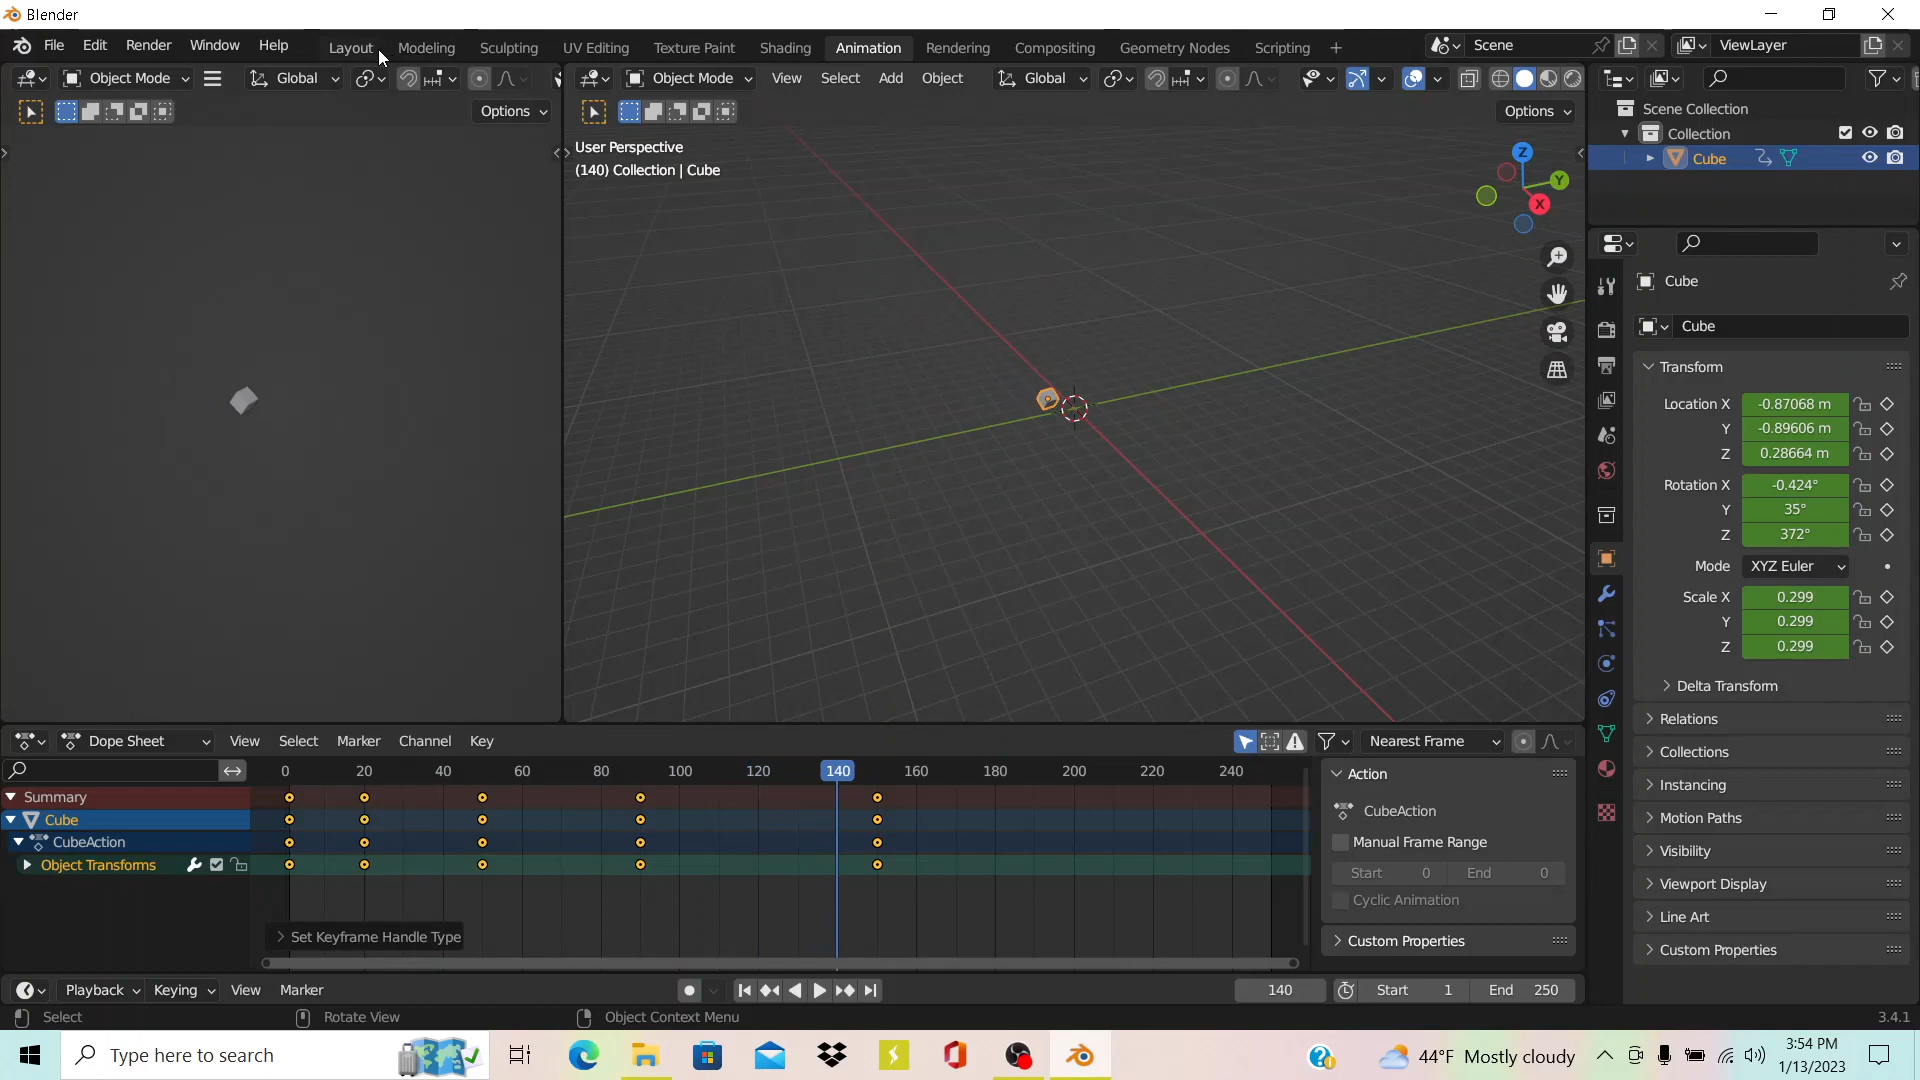 Blender
File Edit Render Window Help Layout Modeling Sculpting UV Editing Texture Paint Shading Animation Rendering Compositing Geometry Nodes Scripting + Scene ViewLayer
Object Mode Global Object Mode View Select Add Object Global
Options Options
Scene Collection
Collection
Cube
User Perspective
(140) Collection | Cube
Z
Y
X
Cube
Cube
Transform
Location X -0.87068 m
Y -0.89606 m
Z 0.28664 m
Rotation X -0.424°
Y 35°
Z 372°
Mode XYZ Euler
Scale X 0.299
Y 0.299
Z 0.299
Delta Transform
Relations
Collections
Instancing
Motion Paths
Visibility
Viewport Display
Line Art
Custom Properties
Dope Sheet View Select Marker Channel Key Nearest Frame
0 20 40 60 80 100 120 140 160 180 200 220 240
Summary
Cube
CubeAction
Object Transforms
Set Keyframe Handle Type
Action
CubeAction
Manual Frame Range
Start 0 End 0
Cyclic Animation
Custom Properties
Playback Keying View Marker 140 Start 1 End 250
Select Rotate View Object Context Menu 3.4.1
Type here to search 44°F Mostly cloudy 3:54 PM
1/13/2023